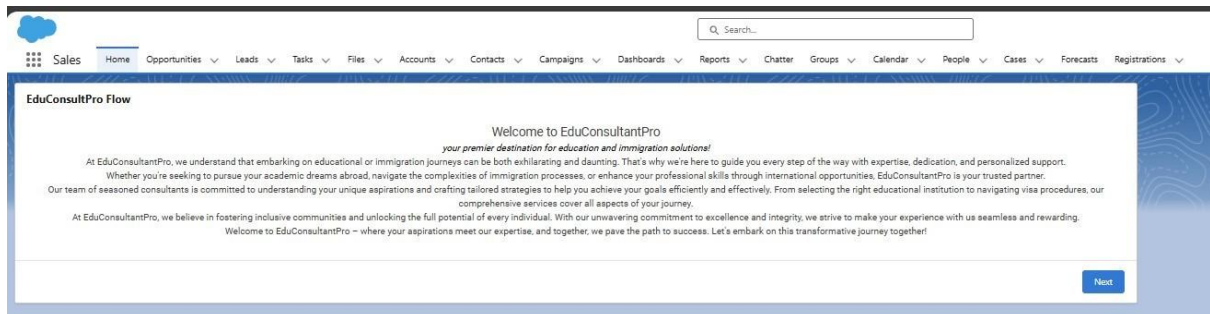 Search...
Sales Home Opportunities Leads Tasks Files Accounts Contacts Campaigns Dashboards Reports Chatter Groups Calendar People Cases Forecasts Registrations
EduConsultPro Flow
Welcome to EduConsultantPro
your premier destination for education and immigration solutions!
At EduConsultantPro, we understand that embarking on educational or immigration journeys can be both exhilarating and daunting. That's why we're here to guide you every step of the way with expertise, dedication, and personalized support.
Whether you're seeking to pursue your academic dreams abroad, navigate the complexities of immigration processes, or enhance your professional skills through international opportunities, EduConsultantPro is your trusted partner.
Our team of seasoned consultants is committed to understanding your unique aspirations and crafting tailored strategies to help you achieve your goals efficiently and effectively. From selecting the right educational institution to navigating visa procedures, our
comprehensive services cover all aspects of your journey.
At EduConsultantPro, we believe in fostering inclusive communities and unlocking the full potential of every individual. With our unwavering commitment to excellence and integrity, we strive to make your experience with us seamless and rewarding.
Welcome to EduConsultantPro – where your aspirations meet our expertise, and together, we pave the path to success. Let's embark on this transformative journey together!
Next